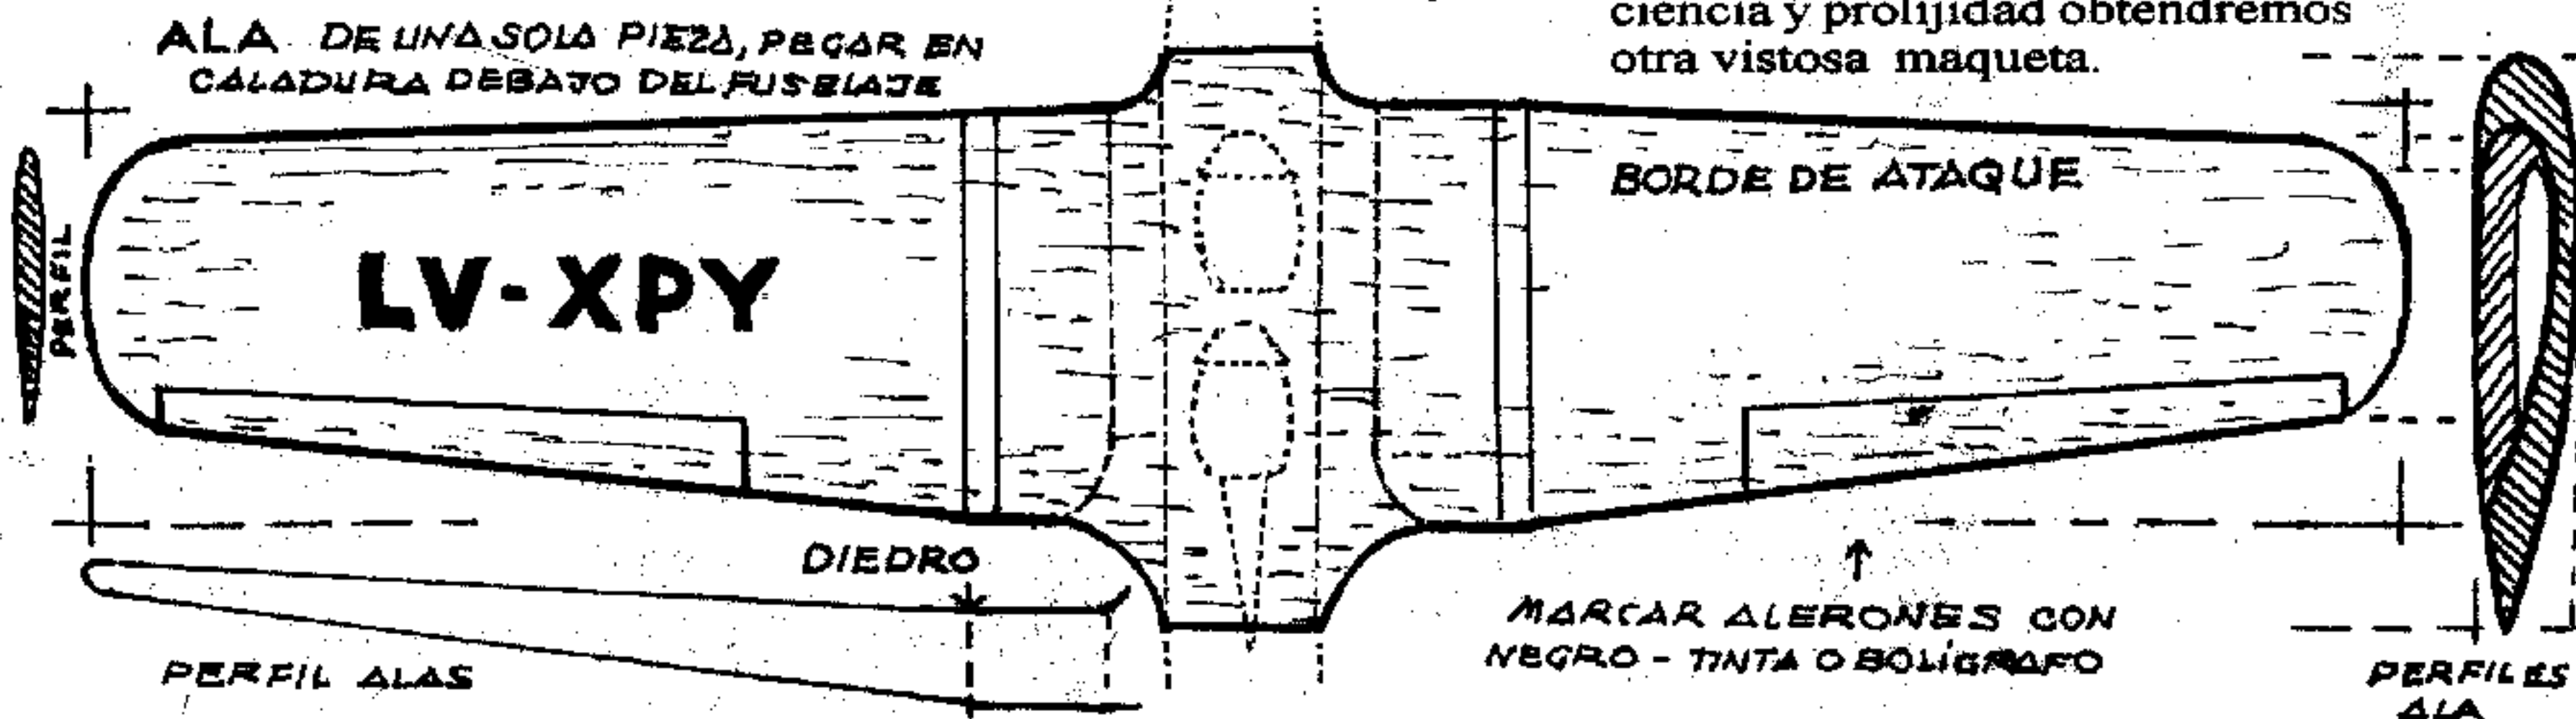 ciencia y prolijidad obtendremos
otra vistosa maqueta.
ALA DE UNA SOLA PIEZA, PEGAR EN
CALADURA DEBAJO DEL FUSELAJE
PERFIL
BORDE DE ATAQUE
LV-XPY
DIEDRO
PERFIL ALAS
MARCAR ALERONES CON
NEGRO - TINTA O BOLÍGRAFO
PERFILES
ALA